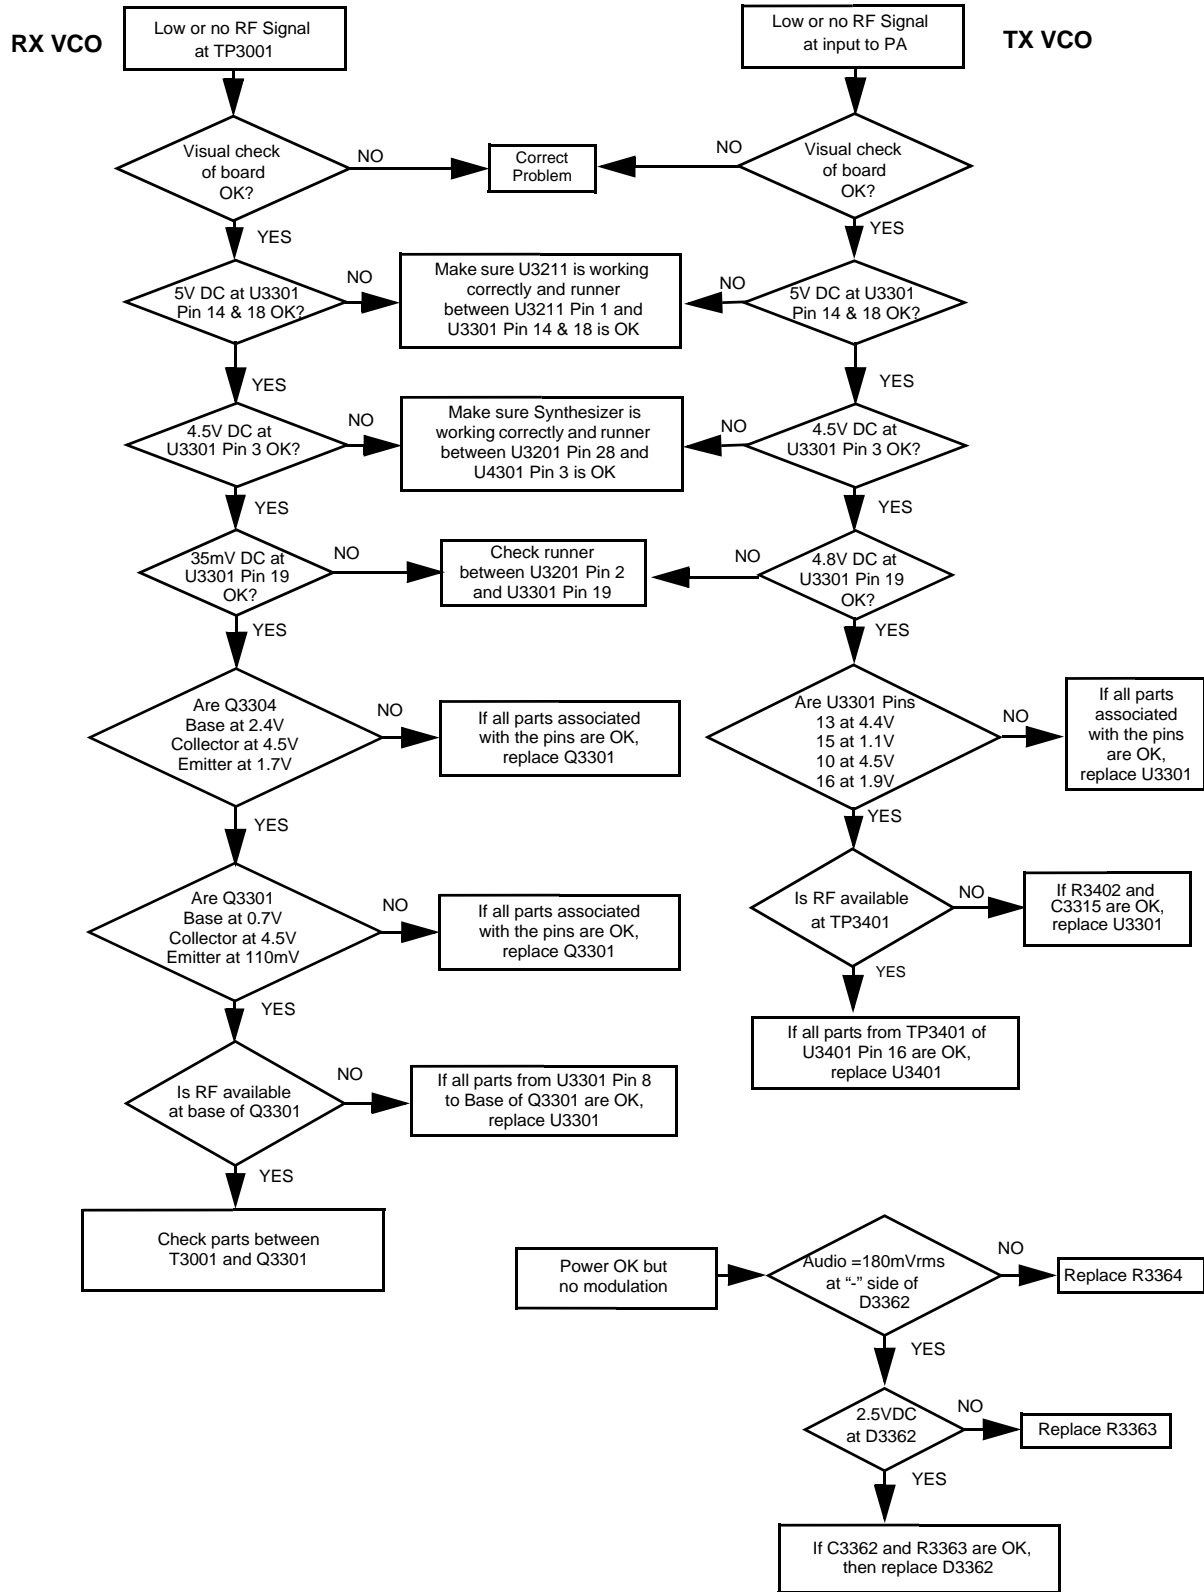 RX VCO
Low or no RF Signal
at TP3001
Visual check
of board
OK?
NO
YES
Correct
Problem
5V DC at U3301
Pin 14 & 18 OK?
NO
YES
Make sure U3211 is working
correctly and runner
between U3211 Pin 1 and
U3301 Pin 14 & 18 is OK
4.5V DC at
U3301 Pin 3 OK?
NO
YES
Make sure Synthesizer is
working correctly and runner
between U3201 Pin 28 and
U4301 Pin 3 is OK
35mV DC at
U3301 Pin 19
OK?
NO
YES
Check runner
between U3201 Pin 2
and U3301 Pin 19
Are Q3304
Base at 2.4V
Collector at 4.5V
Emitter at 1.7V
NO
YES
If all parts associated
with the pins are OK,
replace Q3301
Are Q3301
Base at 0.7V
Collector at 4.5V
Emitter at 110mV
NO
YES
If all parts associated
with the pins are OK,
replace Q3301
Is RF available
at base of Q3301
NO
YES
If all parts from U3301 Pin 8
to Base of Q3301 are OK,
replace U3301
Check parts between
T3001 and Q3301
TX VCO
Low or no RF Signal
at input to PA
Visual check
of board
OK?
NO
YES
5V DC at U3301
Pin 14 & 18 OK?
NO
YES
4.5V DC at
U3301 Pin 3 OK?
NO
YES
4.8V DC at
U3301 Pin 19
OK?
NO
YES
Are U3301 Pins
13 at 4.4V
15 at 1.1V
10 at 4.5V
16 at 1.9V
NO
YES
If all parts
associated
with the pins
are OK,
replace U3301
Is RF available
at TP3401
NO
YES
If R3402 and
C3315 are OK,
replace U3301
If all parts from TP3401 of
U3401 Pin 16 are OK,
replace U3401
Power OK but
no modulation
Audio =180mVrms
at “-” side of
D3362
NO
YES
Replace R3364
2.5VDC
at D3362
NO
YES
Replace R3363
If C3362 and R3363 are OK,
then replace D3362